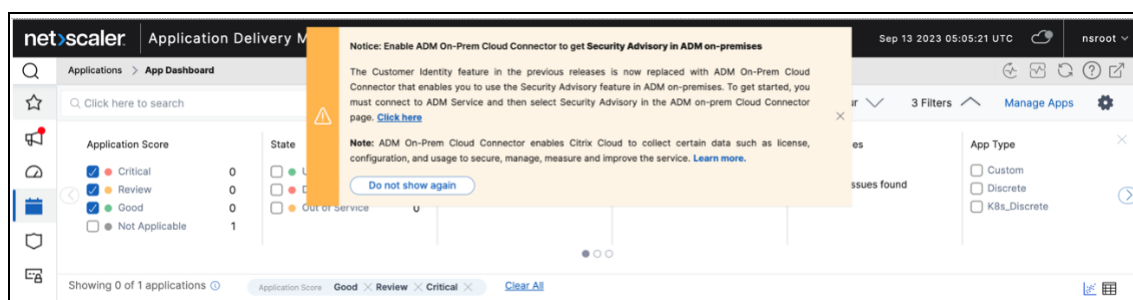 net>scaler. Application Delivery M
Sep 13 2023 05:05:21 UTC
nsroot
Notice: Enable ADM On-Prem Cloud Connector to get Security Advisory in ADM on-premises
The Customer Identity feature in the previous releases is now replaced with ADM On-Prem Cloud
Connector that enables you to use the Security Advisory feature in ADM on-premises. To get started, you
must connect to ADM Service and then select Security Advisory in the ADM on-prem Cloud Connector
page. Click here
Note: ADM On-Prem Cloud Connector enables Citrix Cloud to collect certain data such as license,
configuration, and usage to secure, manage, measure and improve the service. Learn more.
Do not show again
Applications > App Dashboard
Click here to search
3 Filters
Manage Apps
Application Score
Critical 0
Review 0
Good 0
Not Applicable 1
State
Out of Service 0
ssues found
App Type
Custom
Discrete
K8s_Discrete
Showing 0 of 1 applications
Application Score Good Review Critical
Clear All